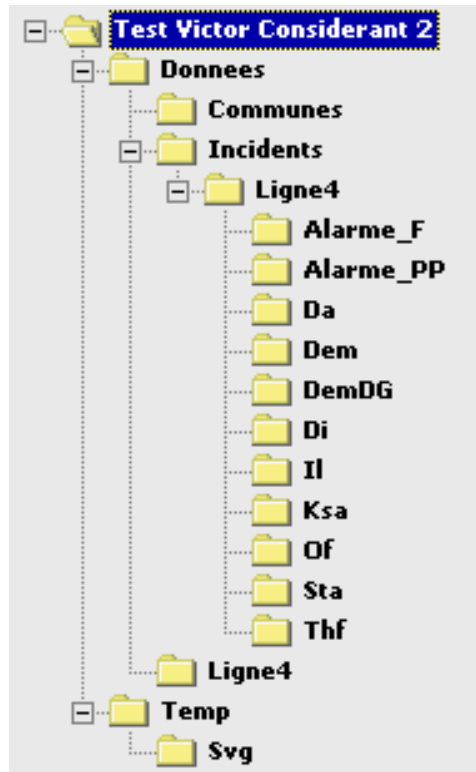 Test Victor Considerant 2
Donnees
Communes
Incidents
Ligne4
Alarme_F
Alarme_PP
Da
Dem
DemDG
Di
Il
Ksa
Of
Sta
Thf
Ligne4
Temp
Svg